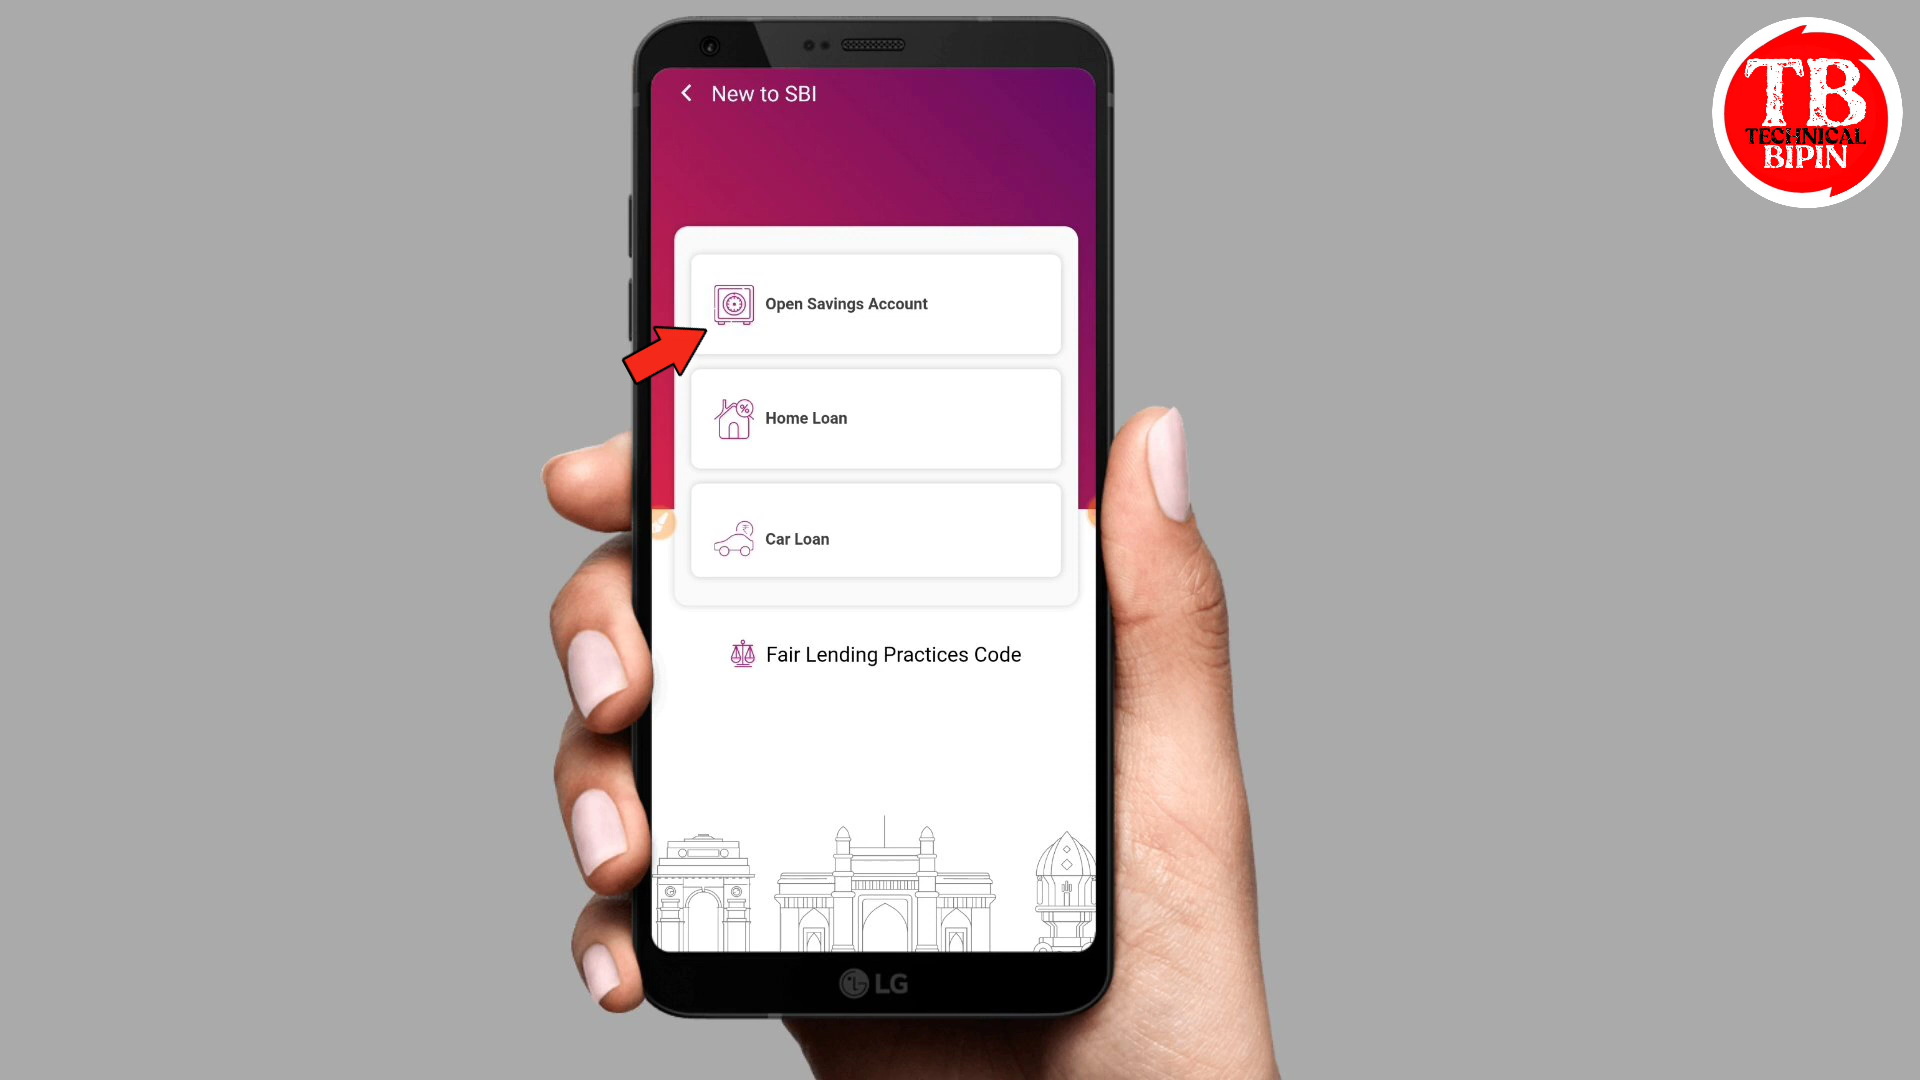 New to SBI
Open Savings Account
Home Loan
Car Loan
Fair Lending Practices Code
LG
TB
TECHNICAL
BIPIN